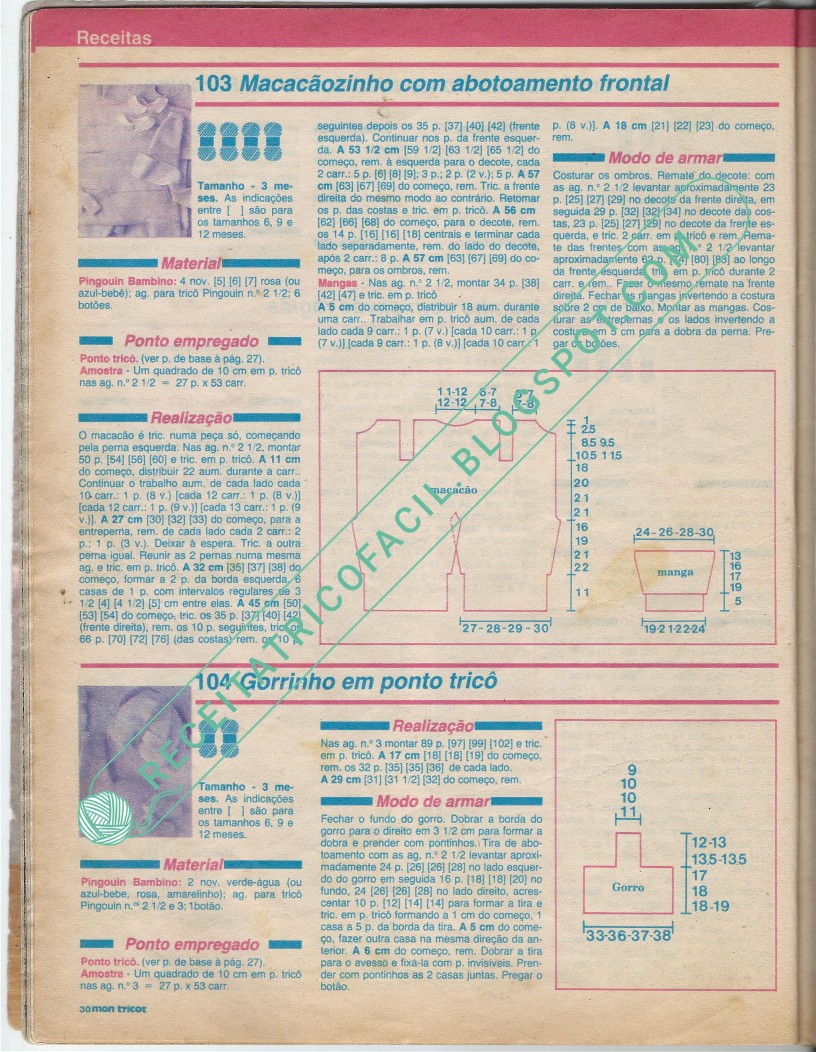 Receitas
103 Macacãozinho com abotoamento frontal
Tamanho - 3 me-
ses. As indicações
entre [ ] são para
os tamanhos 6, 9 e
12 meses.
Material
Pingouin Bambino: 4 nov. [5] [6] [7] rosa (ou
azul-bebê); ag. para tricô Pingouin n.º 2 1/2; 6
botões.
Ponto empregado
Ponto tricô. (ver p. de base à pág. 27).
Amostra - Um quadrado de 10 cm em p. tricô
nas ag. n.º 2 1/2 = 27 p. x 53 carr.
Realização
O macacão é tric. numa peça só, começando
pela perna esquerda. Nas ag. n.º 2 1/2, montar
50 p. [54] [56] [60] e tric. em p. tricô. A 11 cm
do começo, distribuir 22 aum. durante a carr..
Continuar o trabalho aum. de cada lado cada
10 carr.: 1 p. (8 v.) [cada 12 carr.: 1 p. (8 v.)]
[cada 12 carr.: 1 p. (9 v.)] [cada 13 carr.: 1 p. (9
v.)]. A 27 cm [30] [32] [33] do começo, para a
entreperna, rem. de cada lado cada 2 carr.: 2
p.; 1 p. (3 v.). Deixar à espera. Tric. a outra
perna igual. Reunir as 2 pernas numa mesma
ag. e tric. em p. tricô. A 32 cm [35] [37] [38] do
começo, formar a 2 p. da borda esquerda, 6
casas de 1 p. com intervalos regulares de 3
1/2 [4] [4 1/2] [5] cm entre elas. A 45 cm [50]
[53] [54] do começo, tric. os 35 p. [37] [40] [42]
(frente direita), rem. os 10 p. seguintes, tric. os
66 p. [70] [72] [76] (das costas) rem. os 10 p.
seguintes depois os 35 p. [37] [40] [42] (frente
esquerda). Continuar nos p. da frente esquer-
da. A 53 1/2 cm [59 1/2] [63 1/2] [65 1/2] do
começo, rem. à esquerda para o decote, cada
2 carr.: 5 p. [6] [8] [9]; 3 p.; 2 p. (2 v.); 5 p. A 57
cm [63] [67] [69] do começo, rem. Tric. a frente
direita do mesmo modo ao contrário. Retomar
os p. das costas e tric. em p. tricô. A 56 cm
[62] [66] [68] do começo, para o decote, rem.
os 14 p. [16] [16] [18] centrais e terminar cada
lado separadamente, rem. do lado do decote,
após 2 carr.: 8 p. A 57 cm [63] [67] [69] do co-
meço, para os ombros, rem.
Mangas - Nas ag. n.º 2 1/2, montar 34 p. [38]
[42] [47] e tric. em p. tricô
A 5 cm do começo, distribuir 18 aum. durante
uma carr.. Trabalhar em p. tricô aum. de cada
lado cada 9 carr.: 1 p. (7 v.) [cada 10 carr.: 1 p.
(7 v.)] [cada 9 carr.: 1 p. (8 v.)] [cada 10 carr.: 1
p. (8 v.)]. A 18 cm [21] [22] [23] do começo,
rem.
Modo de armar
Costurar os ombros. Remate do decote: com
as ag. n.º 2 1/2 levantar aproximadamente 23
p. [25] [27] [29] no decote da frente direita, em
seguida 29 p. [32] [32] [34] no decote das cos-
tas, 23 p. [25] [27] [29] no decote da frente es-
querda, e tric. 2 carr. em p. tricô e rem. Rema-
te das frentes com as ag. n.º 2 1/2 levantar
aproximadamente 62 p. [74] [80] [83] ao longo
da frente esquerda em p. tricô durante 2
carr. e rem.. Fazer o mesmo remate na frente
direita. Fechar as mangas invertendo a costura
sobre 2 cm de baixo. Montar as mangas. Cos-
turar as entrepernas e os lados invertendo a
costura 5 cm para a dobra da perna. Pre-
gar os botões.
11-12 6-7 6-7
12-12 7-8 7-8
1
2.5
8.5 9.5
10.5 11.5
18
20
21
21
16
19
21
22
11
macacão
27-28-29-30
24-26-28-30
manga
13
16
17
19
5
19-21-22-24
104 Gorrinho em ponto tricô
Tamanho - 3 me-
ses. As indicações
entre [ ] são para
os tamanhos 6, 9 e
12 meses.
Material
Pingouin Bambino: 2 nov. verde-água (ou
azul-bebe, rosa, amarelinho); ag. para tricô
Pingouin n.ºs 2 1/2 e 3; 1botão.
Ponto empregado
Ponto tricô. (ver p. de base à pág. 27).
Amostra - Um quadrado de 10 cm em p. tricô
nas ag. n.º 3 = 27 p. x 53 carr.
Realização
Nas ag. n.º 3 montar 89 p. [97] [99] [102] e tric.
em p. tricô. A 17 cm [18] [18] [19] do começo,
rem. os 32 p. [35] [35] [36] de cada lado.
A 29 cm [31] [31 1/2] [32] do começo, rem.
Modo de armar
Fechar o fundo do gorro. Dobrar a borda do
gorro para o direito em 3 1/2 cm para formar a
dobra e prender com pontinhos. Tira de abo-
toamento com as ag. n.º 2 1/2 levantar aproxi-
madamente 24 p. [26] [26] [28] no lado esquer-
do do gorro em seguida 16 p. [18] [18] [20] no
fundo, 24 [26] [26] [28] no lado direito, acres-
centar 10 p. [12] [14] [14] para formar a tira e
tric. em p. tricô formando a 1 cm do começo, 1
casa a 5 p. da borda da tira. A 5 cm do come-
ço, fazer outra casa na mesma direção da an-
terior. A 6 cm do começo, rem. Dobrar a tira
para o avesso e fixá-la com p. invisíveis. Pren-
der com pontinhos as 2 casas juntas. Pregar o
botão.
9
10
10
11
12-13
13.5-13.5
17
18
18-19
Gorro
33-36-37-38
30 mon tricot
RECEITATRICOFACIL.BLOGSPOT.COM